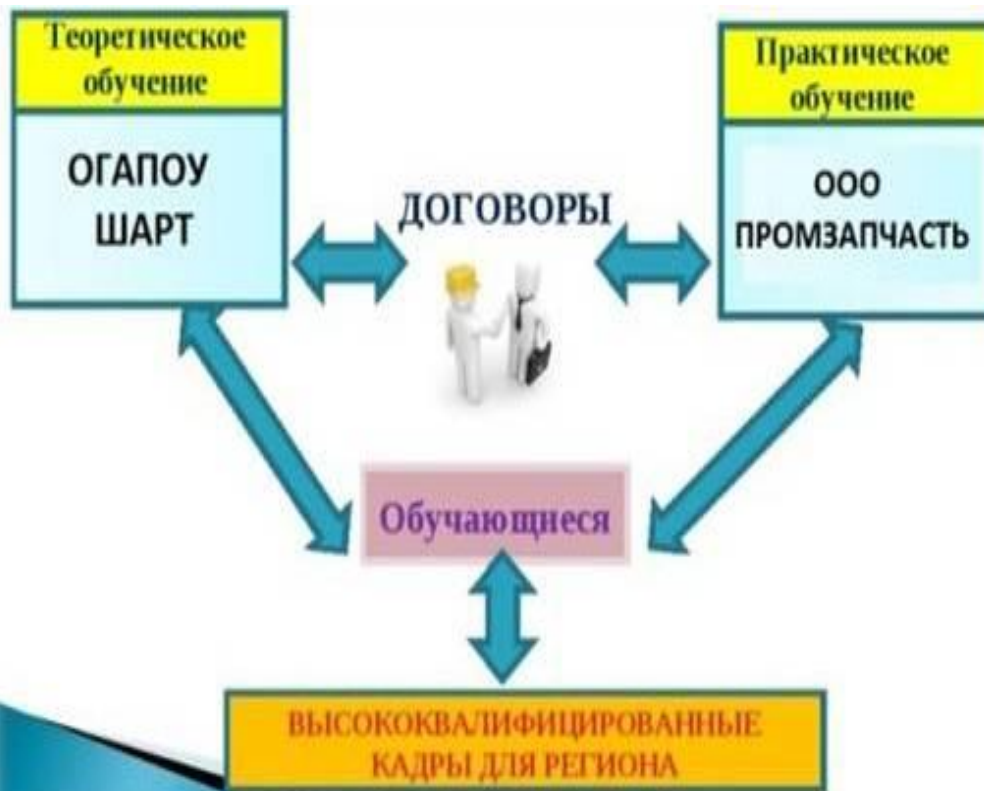 Теоретическое
обучение
ОГАПОУ
ШАРТ
ДОГОВОРЫ
Практическое
обучение
ООО
ПРОМЗАПЧАСТЬ
Обучающиеся
ВЫСОКОКВАЛИФИЦИРОВАННЫЕ
КАДРЫ ДЛЯ РЕГИОНА